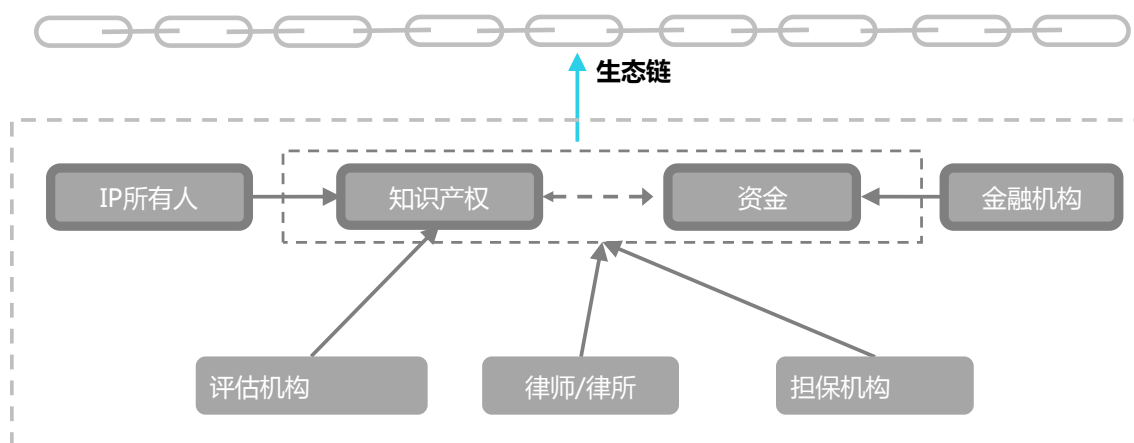 生态链
IP所有人
知识产权
资金
金融机构
评估机构
律师/律所
担保机构